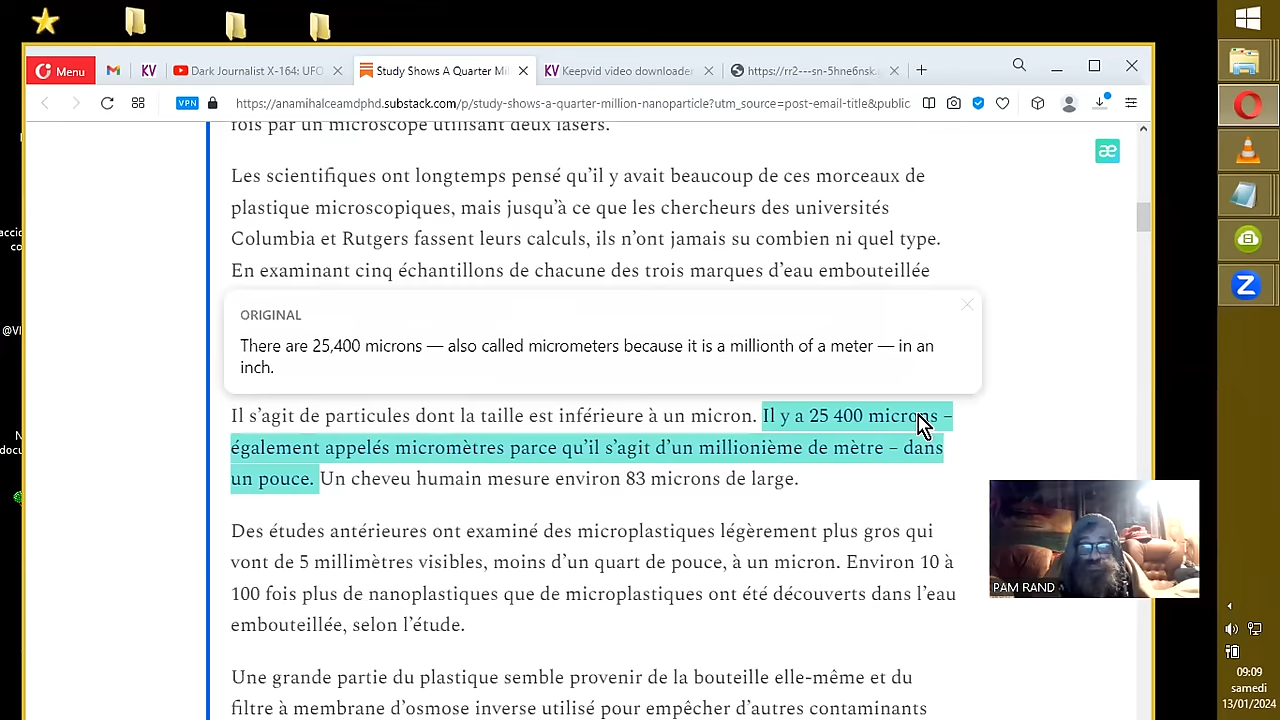 Menu
KV
Dark Journalist X-164: UFO
Study Shows A Quarter Mil
KV
Keepvid video downloader
https://rr2---sn-5hne6nsk.
VPN
https://anamihalceamdphd.substack.com/p/study-shows-a-quarter-million-nanoparticle?utm_source=post-email-title&public
fois par un microscope utilisant deux lasers.
æ
Les scientifiques ont longtemps pensé qu’il y avait beaucoup de ces morceaux de
plastique microscopiques, mais jusqu’à ce que les chercheurs des universités
Columbia et Rutgers fassent leurs calculs, ils n’ont jamais su combien ni quel type.
En examinant cinq échantillons de chacune des trois marques d’eau embouteillée
ORIGINAL
There are 25,400 microns — also called micrometers because it is a millionth of a meter — in an
inch.
Il s’agit de particules dont la taille est inférieure à un micron. Il y a 25 400 microns –
également appelés micromètres parce qu’il s’agit d’un millionième de mètre – dans
un pouce. Un cheveu humain mesure environ 83 microns de large.
Des études antérieures ont examiné des microplastiques légèrement plus gros qui
vont de 5 millimètres visibles, moins d’un quart de pouce, à un micron. Environ 10 à
100 fois plus de nanoplastiques que de microplastiques ont été découverts dans l’eau
embouteillée, selon l’étude.
Une grande partie du plastique semble provenir de la bouteille elle-même et du
filtre à membrane d’osmose inverse utilisé pour empêcher d’autres contaminants
PAM RAND
Z
09:09
samedi
13/01/2024